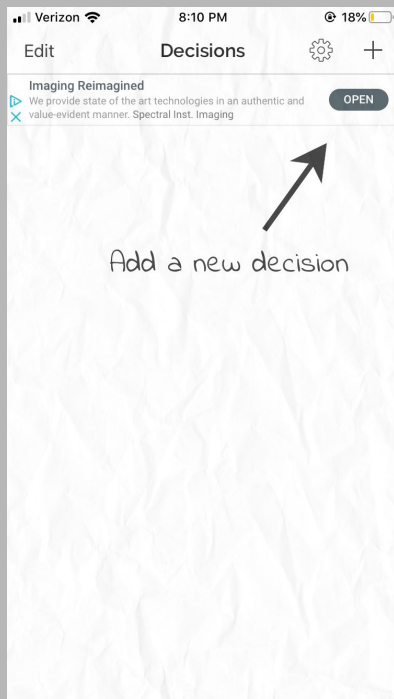 Verizon 8:10 PM 18%
Edit Decisions
Imaging Reimagined
We provide state of the art technologies in an authentic and
value-evident manner. Spectral Inst. Imaging
OPEN
Add a new decision